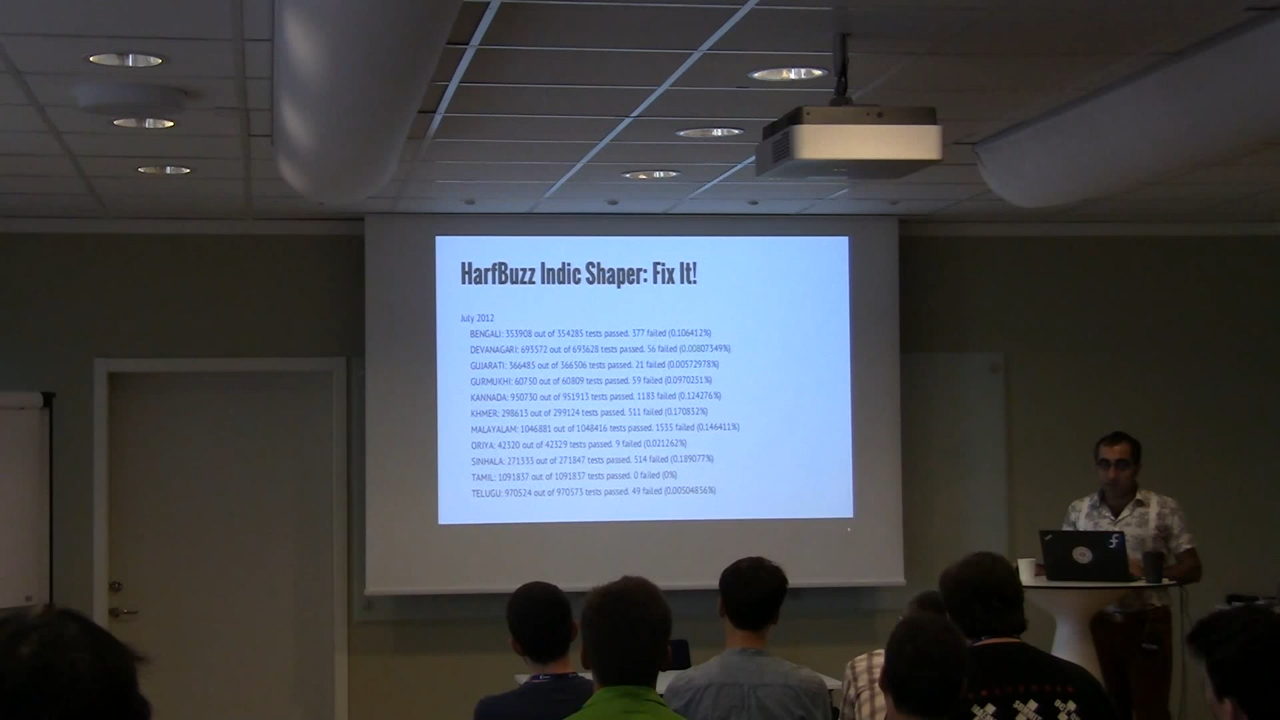 HarfBuzz Indic Shaper: Fix It!
July 2012
BENGALI: 353908 out of 354285 tests passed. 377 failed (0.106412%)
DEVANAGARI: 693572 out of 693628 tests passed. 56 failed (0.00807349%)
GUJARATI: 366485 out of 366506 tests passed. 21 failed (0.00572978%)
GURMUKHI: 60750 out of 60809 tests passed. 59 failed (0.0970251%)
KANNADA: 950730 out of 951913 tests passed. 1183 failed (0.124276%)
KHMER: 298613 out of 299124 tests passed. 511 failed (0.170832%)
MALAYALAM: 1046881 out of 1048416 tests passed. 1535 failed (0.146411%)
ORIYA: 42320 out of 42329 tests passed. 9 failed (0.021262%)
SINHALA: 271333 out of 271847 tests passed. 514 failed (0.189077%)
TAMIL: 1091837 out of 1091837 tests passed. 0 failed (0%)
TELUGU: 970524 out of 970573 tests passed. 49 failed (0.00504856%)